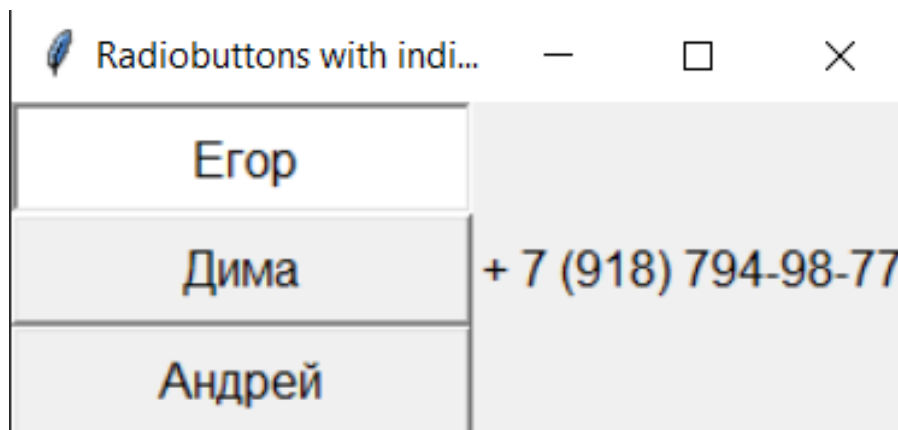 Radiobuttons with indi...
Егор
Дима
+ 7 (918) 794-98-77
Андрей